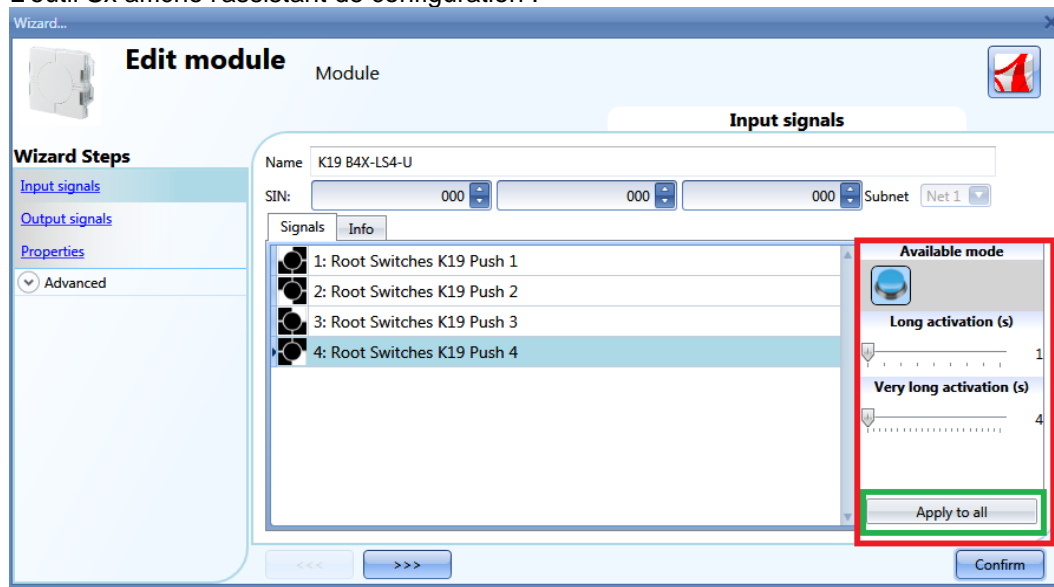 L'outil Sx affiche l'assistant de configuration :
Wizard...
Edit module
Module
Input signals
Wizard Steps
Input signals
Output signals
Properties
Advanced
Name K19 B4X-LS4-U
SIN: 000 000 000 Subnet Net 1
Signals Info
1: Root Switches K19 Push 1
2: Root Switches K19 Push 2
3: Root Switches K19 Push 3
4: Root Switches K19 Push 4
Available mode
Long activation (s)
1
Very long activation (s)
4
Apply to all
<<< >>> Confirm